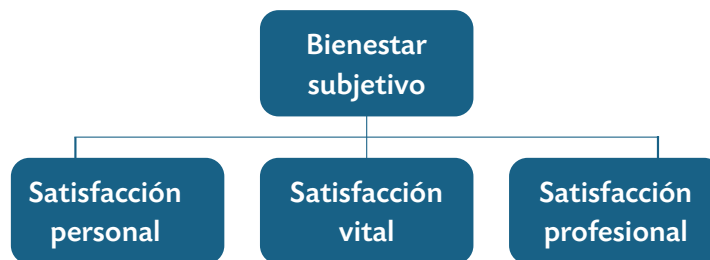 Bienestar
subjetivo
Satisfacción
personal
Satisfacción
vital
Satisfacción
profesional